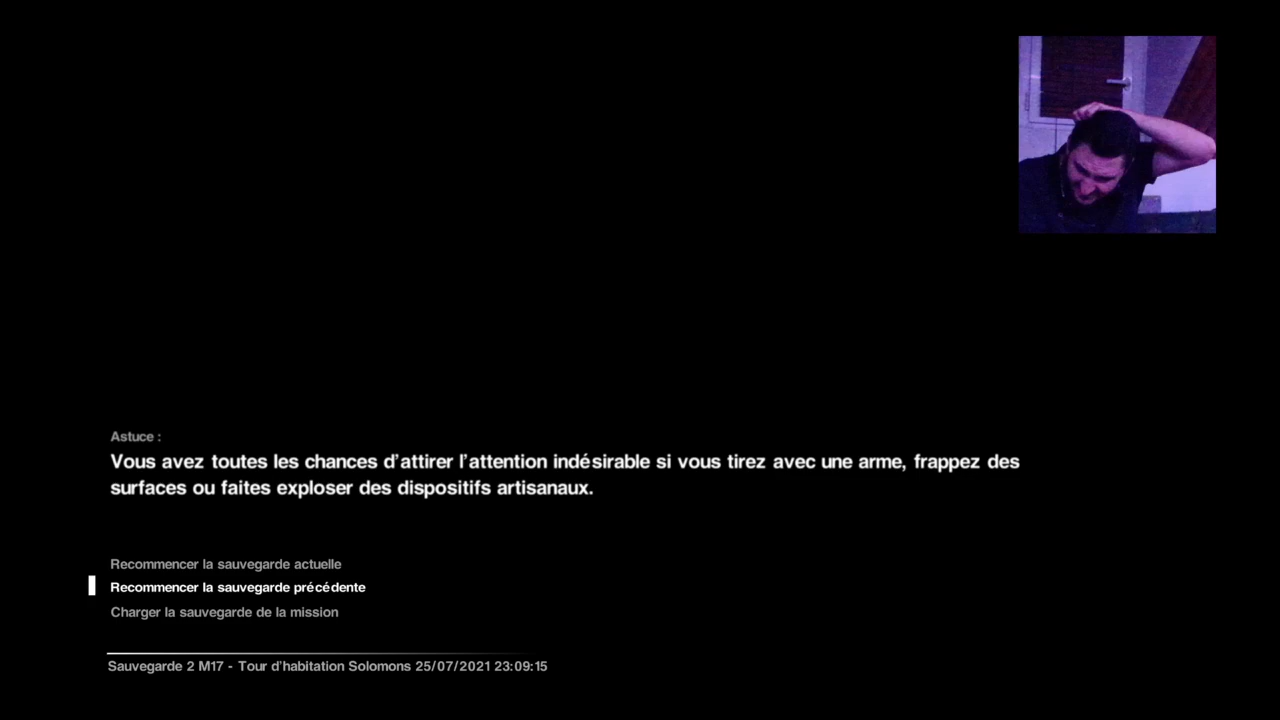 Astuce :
Vous avez toutes les chances d'attirer l'attention indésirable si vous tirez avec une arme, frappez des
surfaces ou faites exploser des dispositifs artisanaux.
Recommencer la sauvegarde actuelle
Recommencer la sauvegarde précédente
Charger la sauvegarde de la mission
Sauvegarde 2 M17 - Tour d'habitation Solomons 25/07/2021 23:09:15